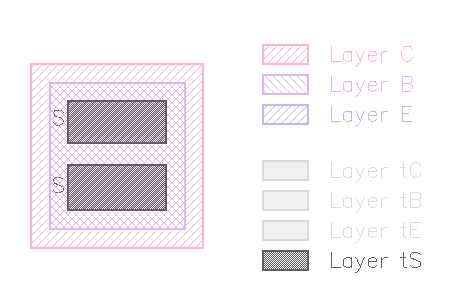 Layer C
Layer B
S
Layer E
Layer tC
S
Layer tB
Layer tE
Layer tS